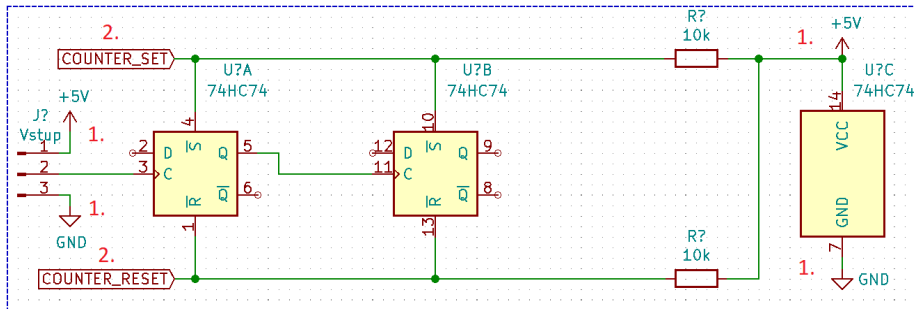 2.
COUNTER_SET
R?
10k
1.
+5V
U?A
74HC74
U?B
74HC74
U?C
74HC74
J?
Vstup
+5V
1.
1
2
3
1.
GND
4
2
D
S
Q
5
3
C
R
Q
6
1
10
12
D
S
Q
9
11
C
R
Q
8
13
14
VCC
GND
7
1.
GND
2.
COUNTER_RESET
R?
10k